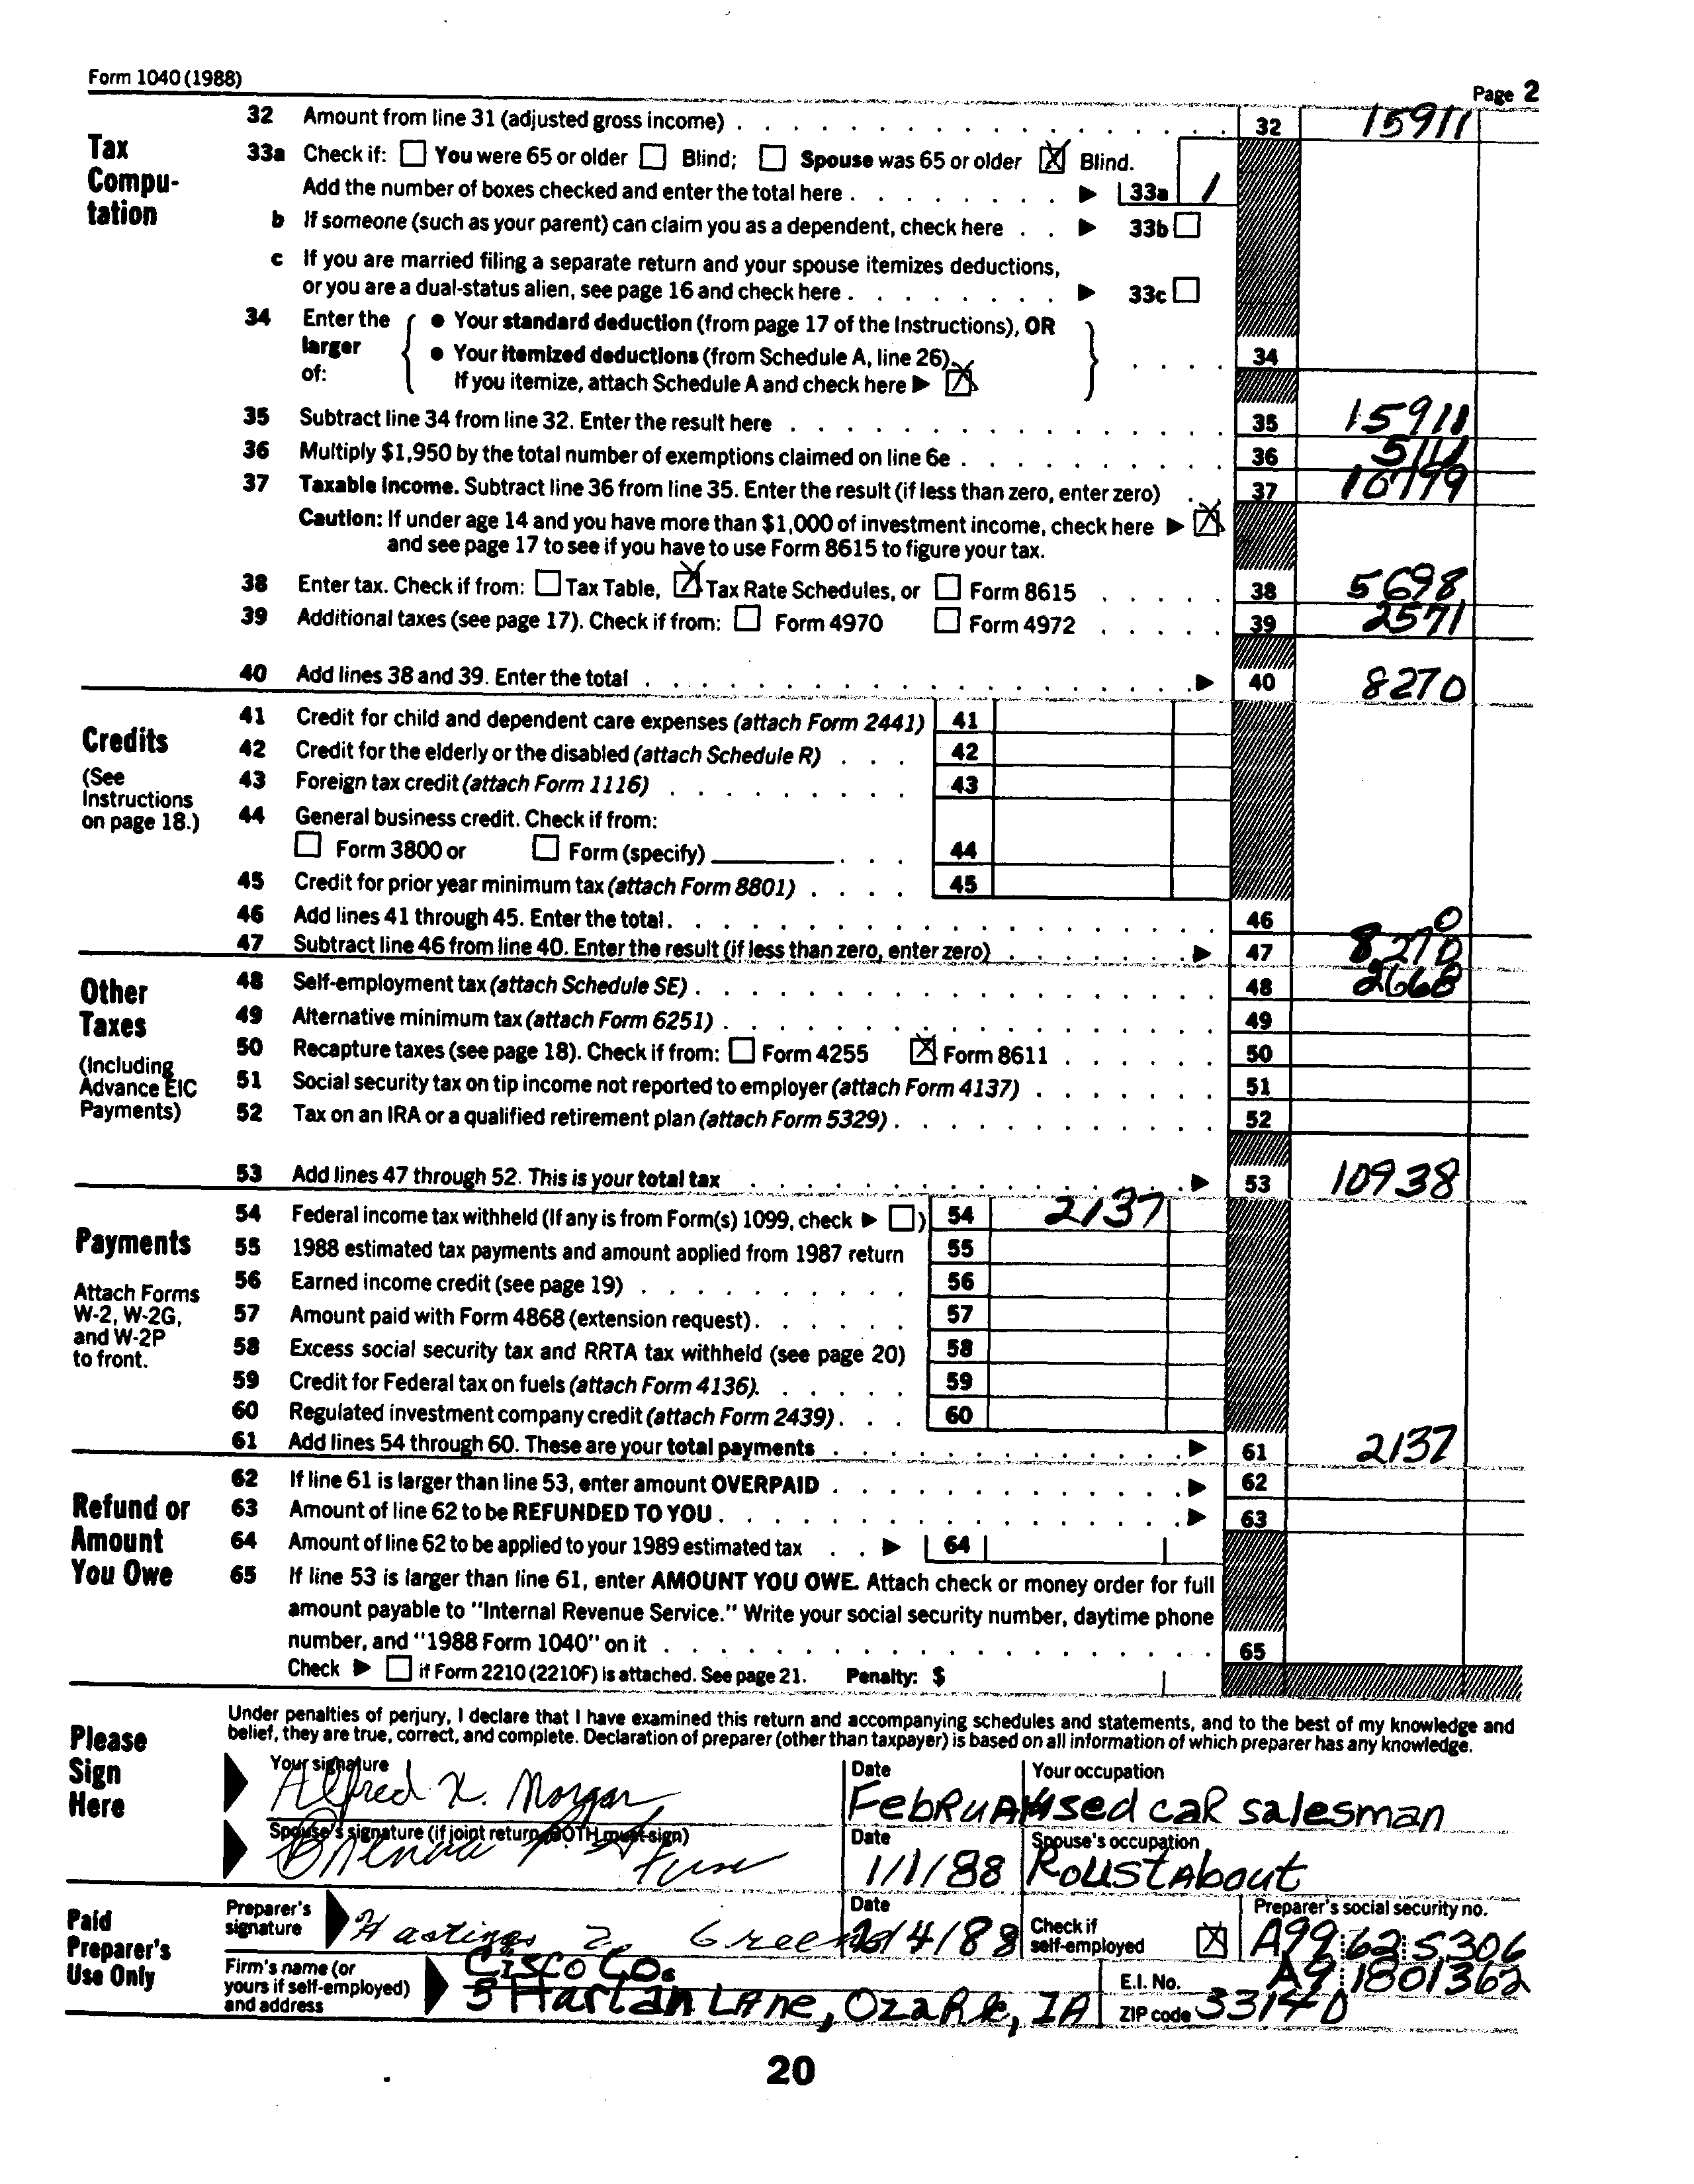 Form 1040 (1988)
Page 2
Tax Compu-tation
32 Amount from line 31 (adjusted gross income) 32 15911
33a Check if: You were 65 or older Blind; Spouse was 65 or older X Blind.
Add the number of boxes checked and enter the total here 33a 1
b If someone (such as your parent) can claim you as a dependent, check here 33b
c If you are married filing a separate return and your spouse itemizes deductions,
or you are a dual-status alien, see page 16 and check here 33c
34 Enter the larger of:
• Your standard deduction (from page 17 of the Instructions), OR
• Your itemized deductions (from Schedule A, line 26). 34
If you itemize, attach Schedule A and check here X
35 Subtract line 34 from line 32. Enter the result here 35 15911
36 Multiply $1,950 by the total number of exemptions claimed on line 6e 36
37 Taxable income. Subtract line 36 from line 35. Enter the result (if less than zero, enter zero) 37 10799
Caution: If under age 14 and you have more than $1,000 of investment income, check here X
and see page 17 to see if you have to use Form 8615 to figure your tax.
38 Enter tax. Check if from: Tax Table, X Tax Rate Schedules, or Form 8615 38 5698
39 Additional taxes (see page 17). Check if from: Form 4970 Form 4972 39 2571
40 Add lines 38 and 39. Enter the total 40 8270
Credits
(See Instructions on page 18.)
41 Credit for child and dependent care expenses (attach Form 2441) 41
42 Credit for the elderly or the disabled (attach Schedule R) 42
43 Foreign tax credit (attach Form 1116) 43
44 General business credit. Check if from:
Form 3800 or Form (specify) 44
45 Credit for prior year minimum tax (attach Form 8801) 45
46 Add lines 41 through 45. Enter the total 46 0
47 Subtract line 46 from line 40. Enter the result (if less than zero, enter zero) 47 8,270
Other Taxes
(Including Advance EIC Payments)
48 Self-employment tax (attach Schedule SE) 48 2668
49 Alternative minimum tax (attach Form 6251) 49
50 Recapture taxes (see page 18). Check if from: Form 4255 X Form 8611 50
51 Social security tax on tip income not reported to employer (attach Form 4137) 51
52 Tax on an IRA or a qualified retirement plan (attach Form 5329) 52
53 Add lines 47 through 52. This is your total tax 53 10938
Payments
Attach Forms W-2, W-2G, and W-2P to front.
54 Federal income tax withheld (If any is from Form(s) 1099, check ) 54 2137
55 1988 estimated tax payments and amount applied from 1987 return 55
56 Earned income credit (see page 19) 56
57 Amount paid with Form 4868 (extension request) 57
58 Excess social security tax and RRTA tax withheld (see page 20) 58
59 Credit for Federal tax on fuels (attach Form 4136). 59
60 Regulated investment company credit (attach Form 2439) 60
61 Add lines 54 through 60. These are your total payments 61 2137
Refund or Amount You Owe
62 If line 61 is larger than line 53, enter amount OVERPAID 62
63 Amount of line 62 to be REFUNDED TO YOU 63
64 Amount of line 62 to be applied to your 1989 estimated tax 64
65 If line 53 is larger than line 61, enter AMOUNT YOU OWE. Attach check or money order for full
amount payable to "Internal Revenue Service." Write your social security number, daytime phone
number, and "1988 Form 1040" on it 65
Check if Form 2210 (2210F) is attached. See page 21. Penalty: $
Please Sign Here
Under penalties of perjury, I declare that I have examined this return and accompanying schedules and statements, and to the best of my knowledge and
belief, they are true, correct, and complete. Declaration of preparer (other than taxpayer) is based on all information of which preparer has any knowledge.
Your signature Date Your occupation
Alfred X. Morgan used car salesman
Spouse's signature (if joint return, BOTH must sign) Date Spouse's occupation
1/1/88 Roustabout
Paid Preparer's Use Only
Preparer's signature Date Check if self-employed X Preparer's social security no.
Hastings A99 62 5306
Firm's name (or yours if self-employed) and address
Cisco Co. E.I. No. A9 1801362
3 Harlan Lane, Ozark, IA ZIP code 33140
20